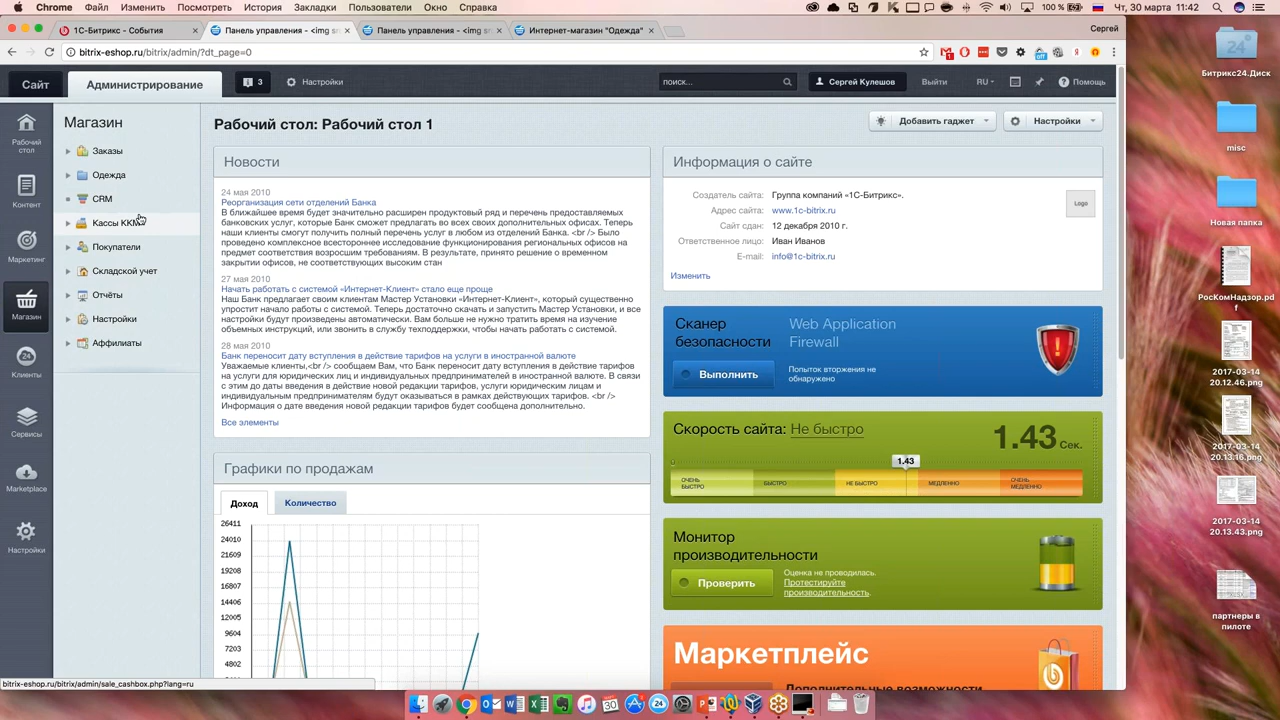 Chrome Файл Изменить Просмотреть История Закладки Пользователи Окно Справка
100 % Чт, 30 марта 11:42
1С-Битрикс - События
Панель управления - <img s
Панель управления - <img s
Интернет-магазин "Одежда"
Сергей
bitrix-eshop.ru/bitrix/admin/?dt_page=0
Сайт
Администрирование
3
Настройки
поиск...
Сергей Кулешов
Выйти
RU
Помощь
Рабочий стол
Контент
Маркетинг
Магазин
24
Клиенты
Сервисы
Marketplace
Настройки
Магазин
Заказы
Одежда
CRM
Кассы ККМ
Покупатели
Складской учет
Отчёты
Настройки
Аффилиаты
Рабочий стол: Рабочий стол 1
Добавить гаджет
Настройки
Новости
24 мая 2010
Реорганизация сети отделений Банка
В ближайшее время будет значительно расширен продуктовый ряд и перечень предоставляемых
банковских услуг, которые Банк сможет предлагать во всех своих дополнительных офисах. Теперь
наши клиенты смогут получить полный перечень услуг в любом из отделений Банка. <br /> Было
проведено комплексное всестороннее исследование функционирования региональных офисов на
предмет соответствия возросшим требованиям. В результате, принято решение о временном
закрытии офисов, не соответствующих высоким стан
27 мая 2010
Начать работать с системой «Интернет-Клиент» стало еще проще
Наш Банк предлагает своим клиентам Мастер Установки «Интернет-Клиент», который существенно
упростит начало работы с системой. Теперь достаточно скачать и запустить Мастер Установки, и все
настройки будут произведены автоматически. Вам больше не нужно тратить время на изучение
объемных инструкций, или звонить в службу техподдержки, чтобы начать работать с системой.
28 мая 2010
Банк переносит дату вступления в действие тарифов на услуги в иностранной валюте
Уважаемые клиенты,<br /> сообщаем Вам, что Банк переносит дату вступления в действие тарифов
на услуги для юридических лиц и индивидуальных предпринимателей в иностранной валюте. В связи
с этим до даты введения в действие новой редакции тарифов, услуги юридическим лицам и
индивидуальным предпринимателям будут оказываться в рамках действующих тарифов. <br />
Информация о дате введения новой редакции тарифов будет сообщена дополнительно.
Все элементы
Графики по продажам
Доход
Количество
26411
24010
21609
19208
16807
14406
12005
9604
7203
4802
Информация о сайте
Создатель сайта: Группа компаний «1С-Битрикс».
Адрес сайта: www.1c-bitrix.ru
Сайт сдан: 12 декабря 2010 г.
Ответственное лицо: Иван Иванов
E-mail: info@1c-bitrix.ru
Logo
Изменить
Сканер безопасности
Web Application Firewall
Выполнить
Попыток вторжения не обнаружено
Скорость сайта: Не быстро
1.43 Сек.
1.43
ОЧЕНЬ БЫСТРО
БЫСТРО
НЕ БЫСТРО
МЕДЛЕННО
ОЧЕНЬ МЕДЛЕННО
Монитор производительности
Проверить
Оценка не проводилась.
Протестируйте
производительность.
Маркетплейс
Дополнительные возможности
bitrix-eshop.ru/bitrix/admin/sale_cashbox.php?lang=ru
24
Битрикс24.Диск
misc
Новая папка
РосКомНадзор.pdf
2017-03-14 20.12.46.png
2017-03-14 20.13.16.png
2017-03-14 20.13.43.png
партнеры в пилоте